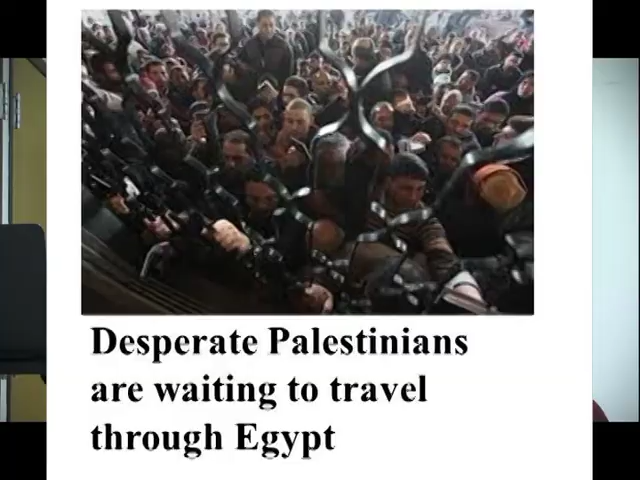 Desperate Palestinians
are waiting to travel
through Egypt